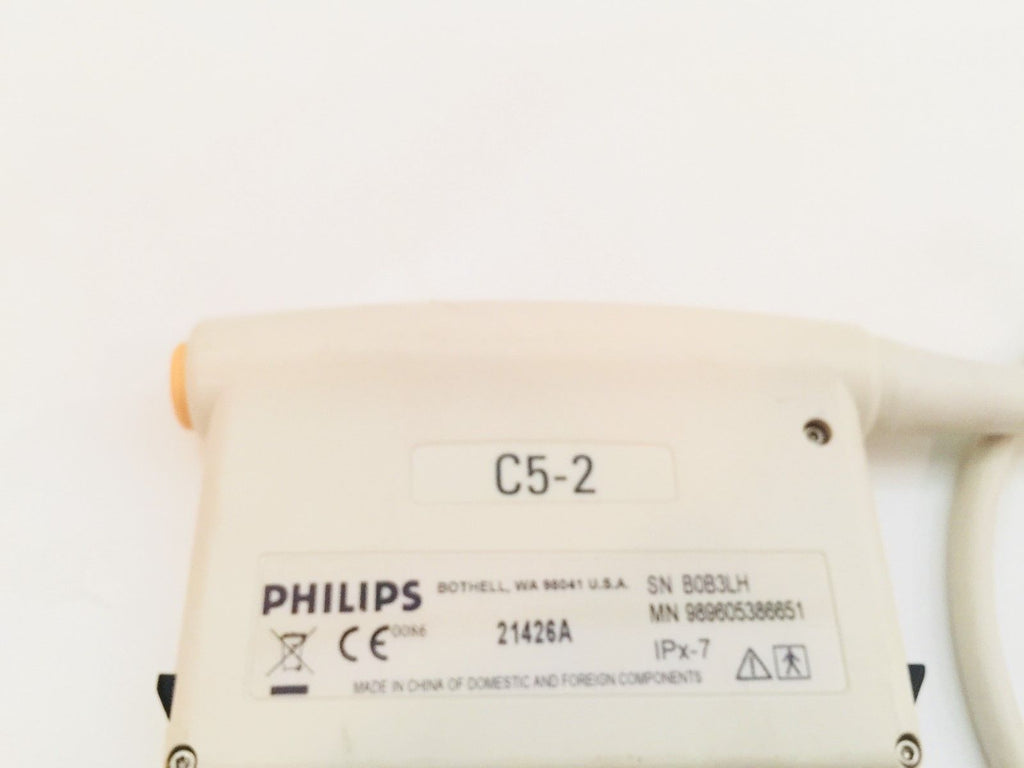 C5-2
PHILIPS
BOTHELL, WA 98041 U.S.A.
SN B0B3LH
MN 989605386651
CE 0086
21426A
IPx-7
MADE IN CHINA OF DOMESTIC AND FOREIGN COMPONENTS